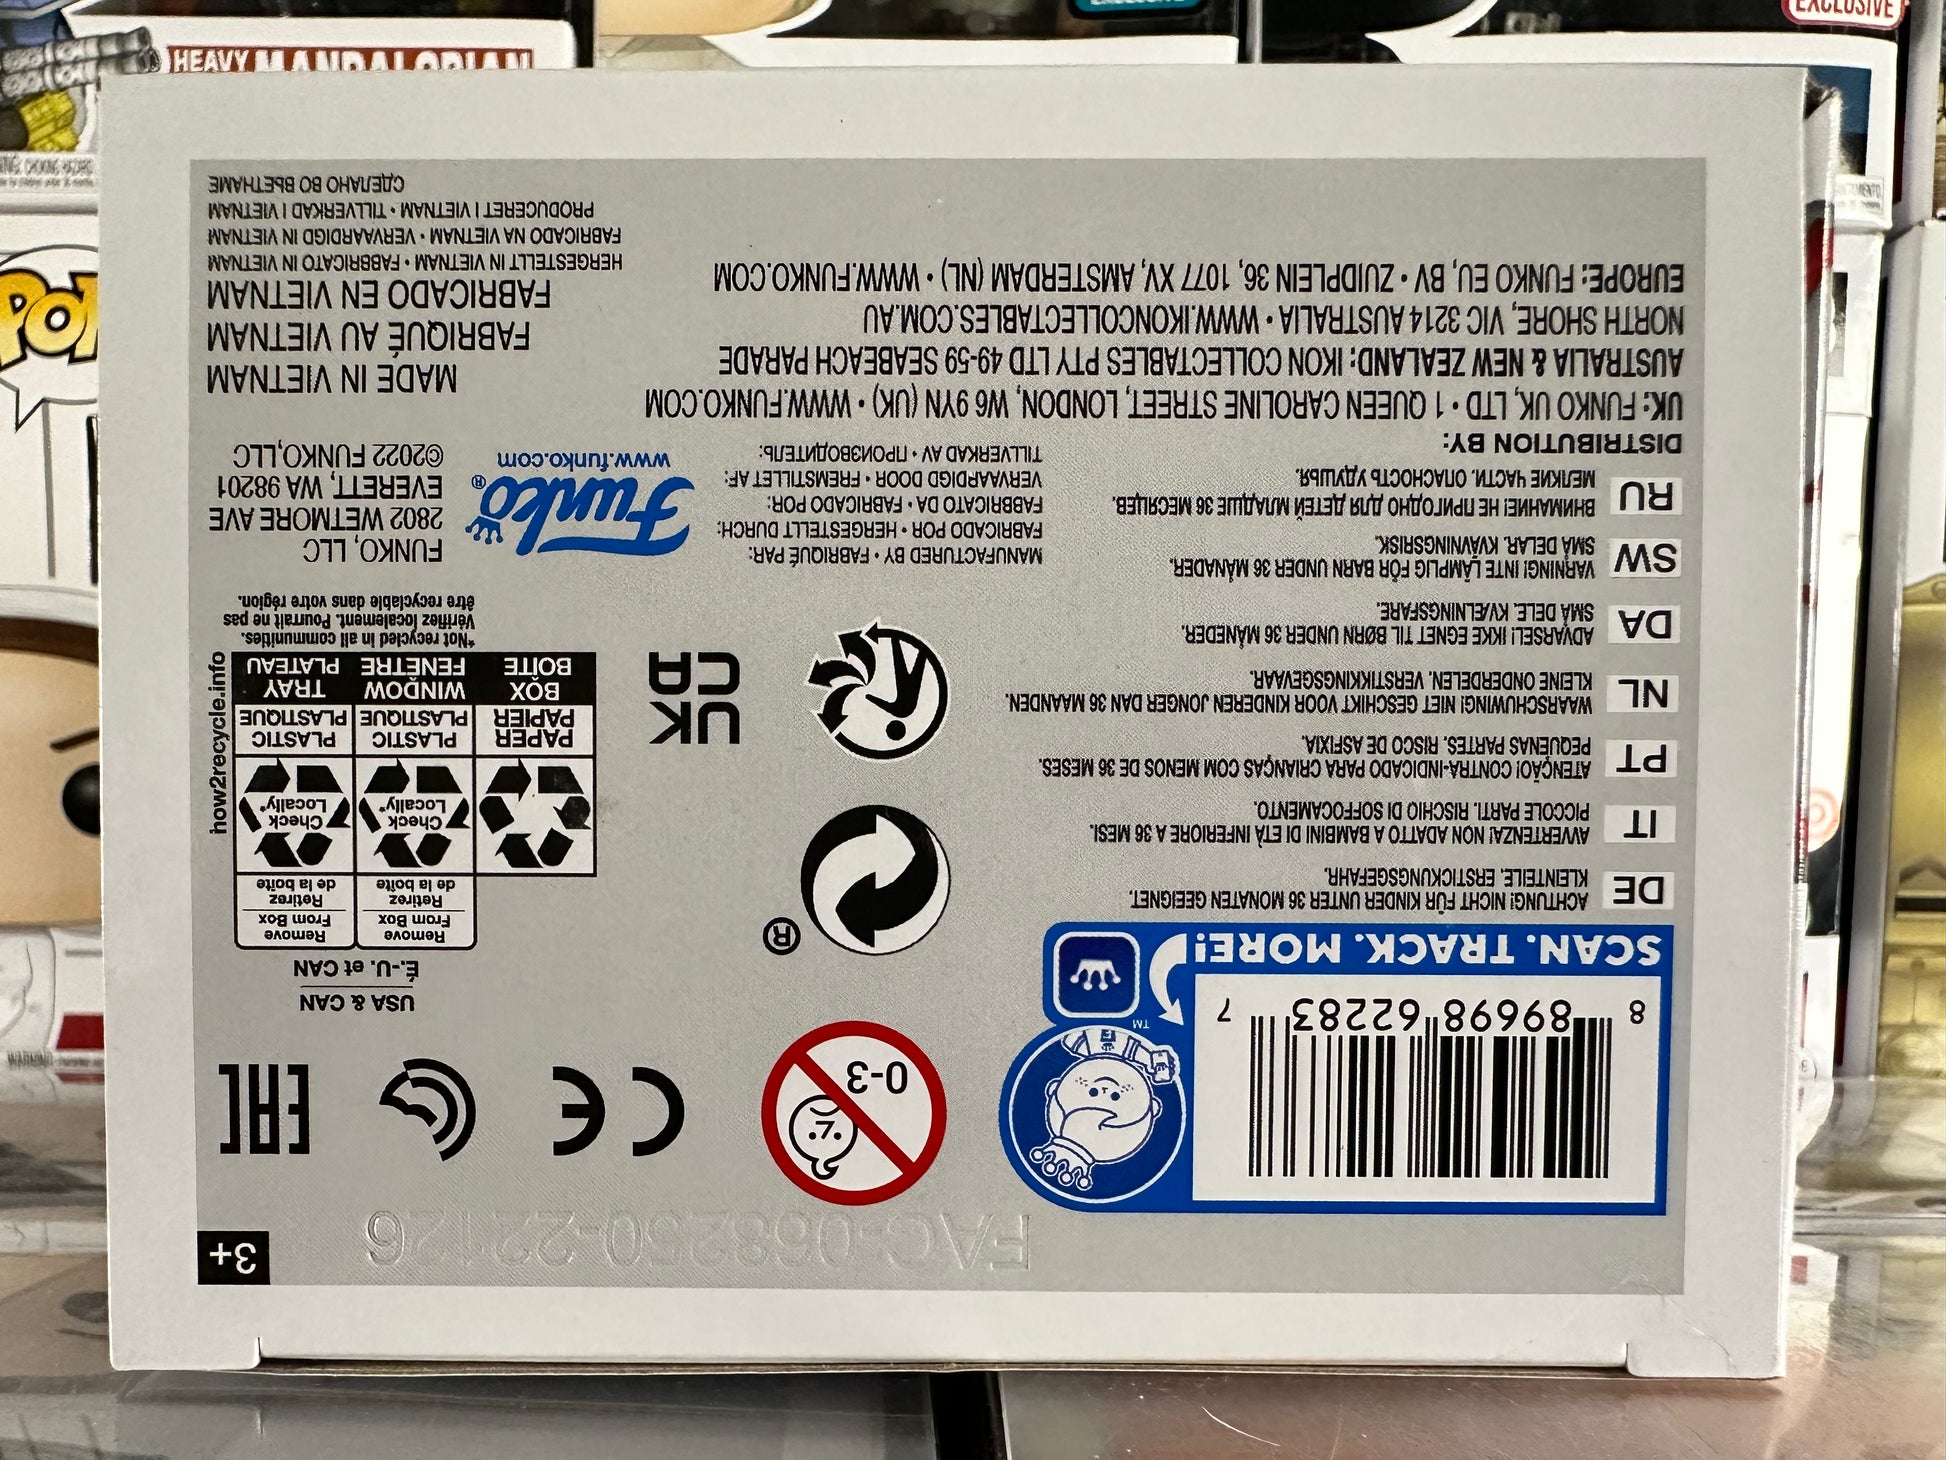 FAC-068250-22126
3+
8 89698 62283 7
SCAN. TRACK. MORE!
TM
0-3
CE
EAC
USA & CAN
É.-U. et CAN
Remove
From Box
Retirez
de la boîte
Remove
From Box
Retirez
de la boîte
Check
Locally*
Check
Locally*
PAPER
PAPIER
PLASTIC
PLASTIQUE
PLASTIC
PLASTIQUE
BOX
BOÎTE
WINDOW
FENÊTRE
TRAY
PLATEAU
how2recycle.info
*Not recycled in all communities.
Vérifiez localement. Pourrait ne pas
être recyclable dans votre région.
®
UK
CA
DE
ACHTUNG! NICHT FÜR KINDER UNTER 36 MONATEN GEEIGNET.
KLEINTEILE. ERSTICKUNGSGEFAHR.
IT
AVVERTENZA! NON ADATTO A BAMBINI DI ETÀ INFERIORE A 36 MESI.
PICCOLE PARTI. RISCHIO DI SOFFOCAMENTO.
PT
ATENÇÃO! CONTRA-INDICADO PARA CRIANÇAS COM MENOS DE 36 MESES.
PEQUENAS PARTES. RISCO DE ASFIXIA.
NL
WAARSCHUWING! NIET GESCHIKT VOOR KINDEREN JONGER DAN 36 MAANDEN.
KLEINE ONDERDELEN. VERSTIKKINGSGEVAAR.
DA
ADVARSEL! IKKE EGNET TIL BØRN UNDER 36 MÅNEDER.
SMÅ DELE. KVÆLNINGSFARE.
SW
VARNING! INTE LÄMPLIG FÖR BARN UNDER 36 MÅNADER.
SMÅ DELAR. KVÄVNINGSRISK.
RU
ВНИМАНИЕ! НЕ ПРИГОДНО ДЛЯ ДЕТЕЙ МЛАДШЕ 36 МЕСЯЦЕВ.
МЕЛКИЕ ЧАСТИ. ОПАСНОСТЬ УДУШЬЯ.
MANUFACTURED BY • FABRIQUÉ PAR:
FABRICADO POR • HERGESTELLT DURCH:
FABBRICATO DA • FABRICADO POR:
VERVAARDIGD DOOR • FREMSTILLET AF:
TILLVERKAD AV • ПРОИЗВОДИТЕЛЬ:
Funko®
www.funko.com
FUNKO, LLC
2802 WETMORE AVE
EVERETT, WA 98201
©2022 FUNKO,LLC
DISTRIBUTION BY:
UK: FUNKO UK, LTD • 1 QUEEN CAROLINE STREET, LONDON, W6 9YN (UK) • WWW.FUNKO.COM
AUSTRALIA & NEW ZEALAND: IKON COLLECTABLES PTY LTD 49-59 SEABEACH PARADE
NORTH SHORE, VIC 3214 AUSTRALIA • WWW.IKONCOLLECTABLES.COM.AU
EUROPE: FUNKO EU, BV • ZUIDPLEIN 36, 1077 XV, AMSTERDAM (NL) • WWW.FUNKO.COM
MADE IN VIETNAM
FABRIQUÉ AU VIETNAM
FABRICADO EN VIETNAM
HERGESTELLT IN VIETNAM • FABBRICATO IN VIETNAM
FABRICADO NA VIETNAM • VERVAARDIGD IN VIETNAM
PRODUCERET I VIETNAM • TILLVERKAD I VIETNAM
СДЕЛАНО ВО ВЬЕТНАМЕ
HEAVY MANDALORIAN
EXCLUSIVE
EXCLUSIVE
POP
WARNING